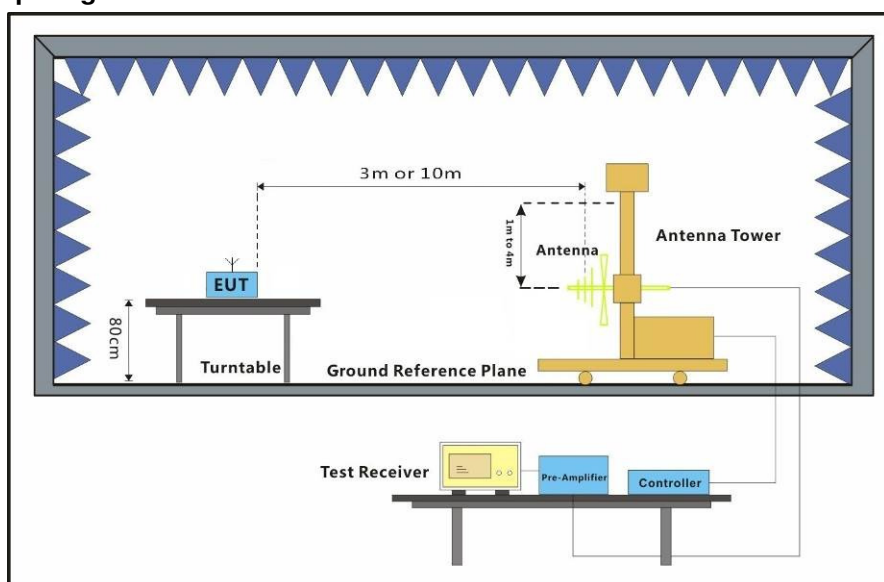 3m or 10m
1m to 4m
Antenna
Antenna Tower
EUT
80cm
Turntable
Ground Reference Plane
Test Receiver
Pre-Amplifier
Controller